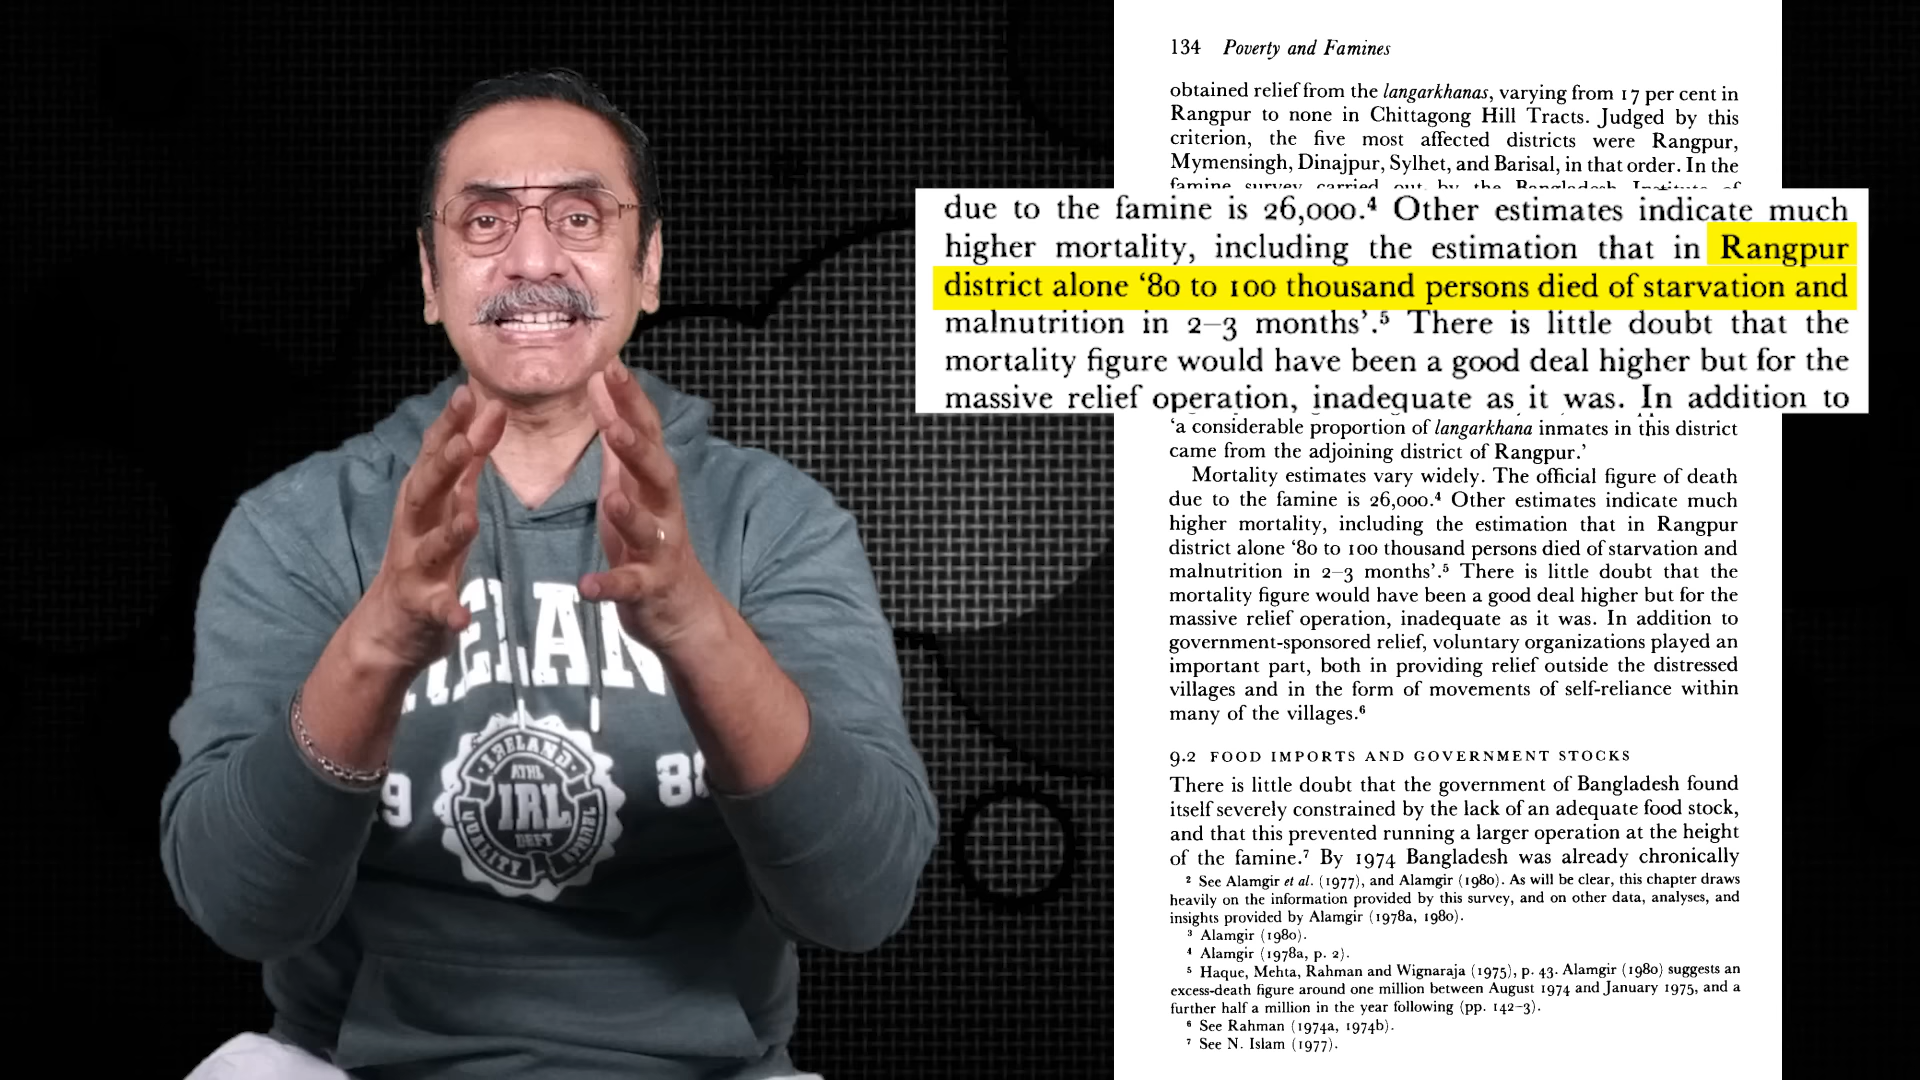 134 Poverty and Famines
obtained relief from the langarkhanas, varying from 17 per cent in
Rangpur to none in Chittagong Hill Tracts. Judged by this
criterion, the five most affected districts were Rangpur,
Mymensingh, Dinajpur, Sylhet, and Barisal, in that order. In the
famine survey carried out by the Bangladesh Institute of
due to the famine is 26,000.⁴ Other estimates indicate much
higher mortality, including the estimation that in Rangpur
district alone ‘80 to 100 thousand persons died of starvation and
malnutrition in 2–3 months’.⁵ There is little doubt that the
mortality figure would have been a good deal higher but for the
massive relief operation, inadequate as it was. In addition to
‘a considerable proportion of langarkhana inmates in this district
came from the adjoining district of Rangpur.’
Mortality estimates vary widely. The official figure of death
due to the famine is 26,000.⁴ Other estimates indicate much
higher mortality, including the estimation that in Rangpur
district alone ‘80 to 100 thousand persons died of starvation and
malnutrition in 2–3 months’.⁵ There is little doubt that the
mortality figure would have been a good deal higher but for the
massive relief operation, inadequate as it was. In addition to
government-sponsored relief, voluntary organizations played an
important part, both in providing relief outside the distressed
villages and in the form of movements of self-reliance within
many of the villages.⁶
9.2 FOOD IMPORTS AND GOVERNMENT STOCKS
There is little doubt that the government of Bangladesh found
itself severely constrained by the lack of an adequate food stock,
and that this prevented running a larger operation at the height
of the famine.⁷ By 1974 Bangladesh was already chronically
² See Alamgir et al. (1977), and Alamgir (1980). As will be clear, this chapter draws
heavily on the information provided by this survey, and on other data, analyses, and
insights provided by Alamgir (1978a, 1980).
³ Alamgir (1980).
⁴ Alamgir (1978a, p. 2).
⁵ Haque, Mehta, Rahman and Wignaraja (1975), p. 43. Alamgir (1980) suggests an
excess-death figure around one million between August 1974 and January 1975, and a
further half a million in the year following (pp. 142–3).
⁶ See Rahman (1974a, 1974b).
⁷ See N. Islam (1977).
IRELAND
ATHL
IRL
DEPT
QUALITY
APPAREL